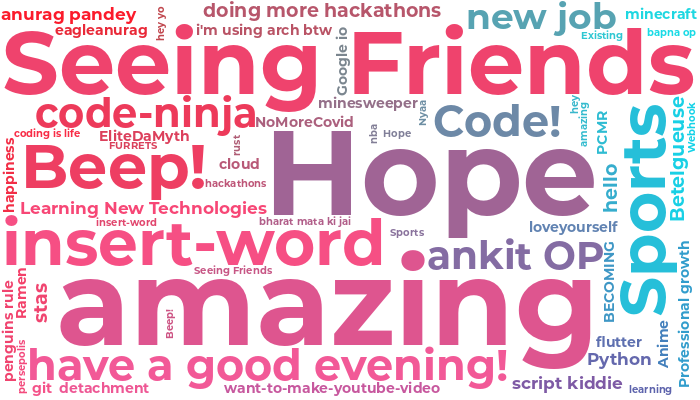 anurag pandey
hey yo
doing more hackathons
new job
minecraft
eagleanurag
i'm using arch btw
Existing
bapna op
Seeing Friends
Google io
code-ninja
minesweeper
Nyaa
Code!
hey
amazing
PCMR
Sports
Betelgueuse
Webhook
NoMoreCovid
coding is life
EliteDaMyth
FURRETS
rust
nba
Hope
Hope
happiness
Beep!
cloud
hackathons
hello
Learning New Technologies
insert-word
bharat mata ki jai
loveyourself
insert-word
Sports
ankit OP
BECOMING
Professional growth
Seeing Friends
penguins rule
Ramen
stas
amazing
Beep!
persepolis
flutter
Anime
have a good evening!
Python
git
detachment
want-to-make-youtube-video
script kiddie
learning